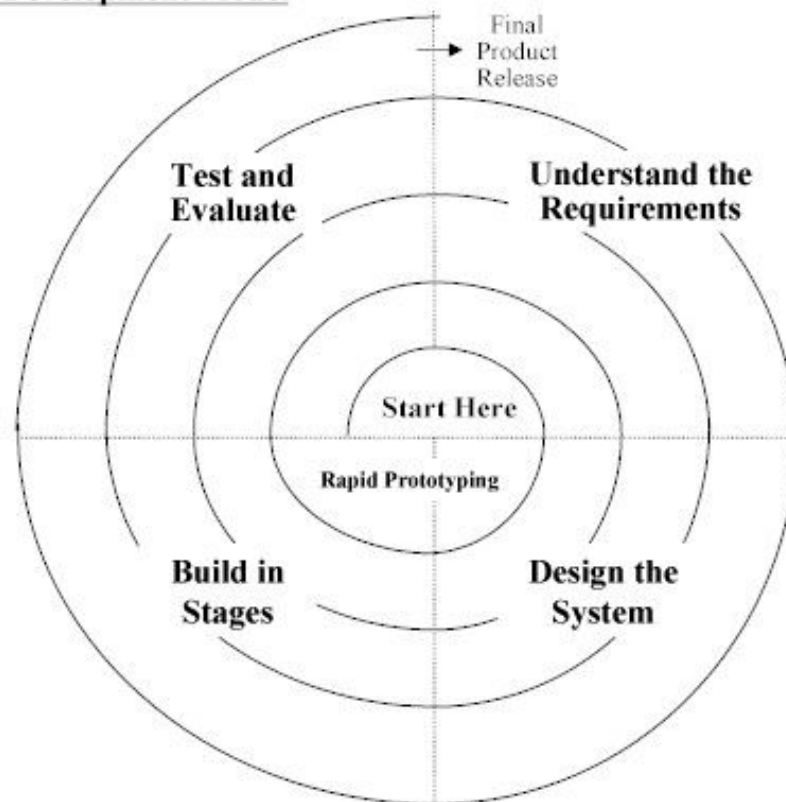 Final
Product
Release
Test and
Evaluate
Understand the
Requirements
Start Here
Rapid Prototyping
Build in
Stages
Design the
System